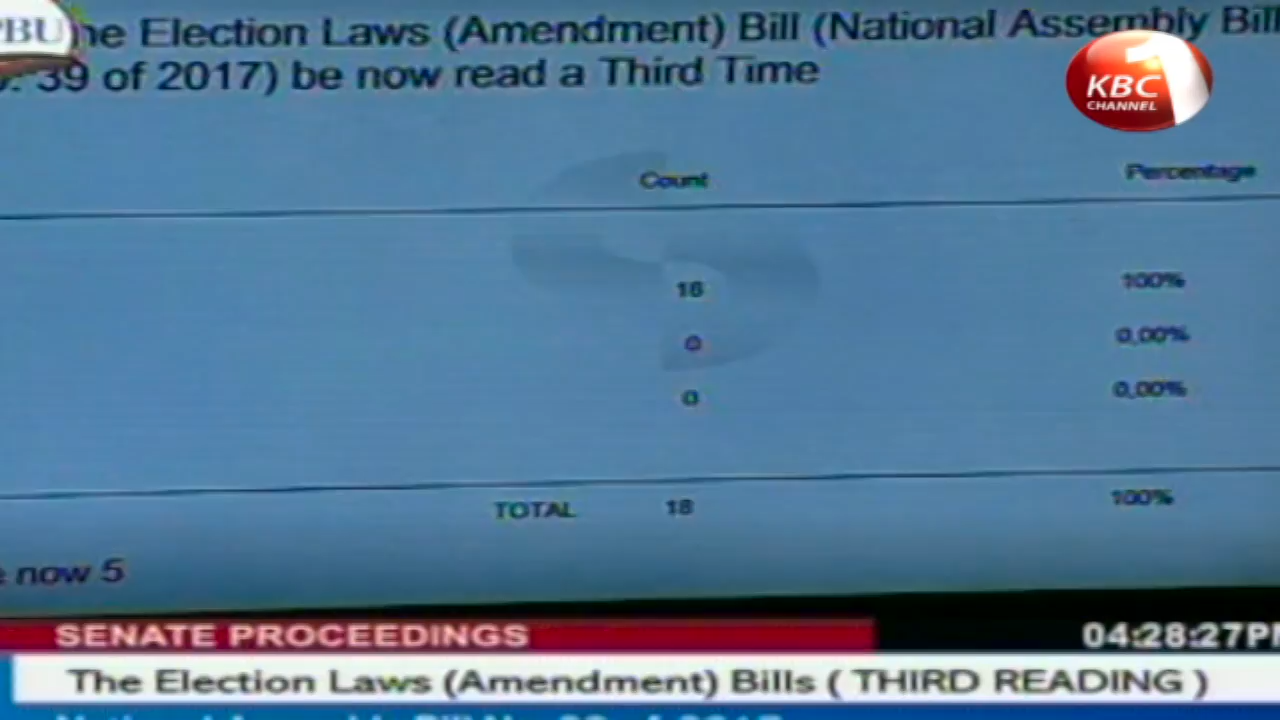 PBU
he Election Laws (Amendment) Bill (National Assembly Bill
. 39 of 2017) be now read a Third Time
1
KBC
CHANNEL
Count Percentage
100%
0 0,00%
0 0,00%
TOTAL 18 100%
now 5
SENATE PROCEEDINGS 04:28:27PM
The Election Laws (Amendment) Bills ( THIRD READING )